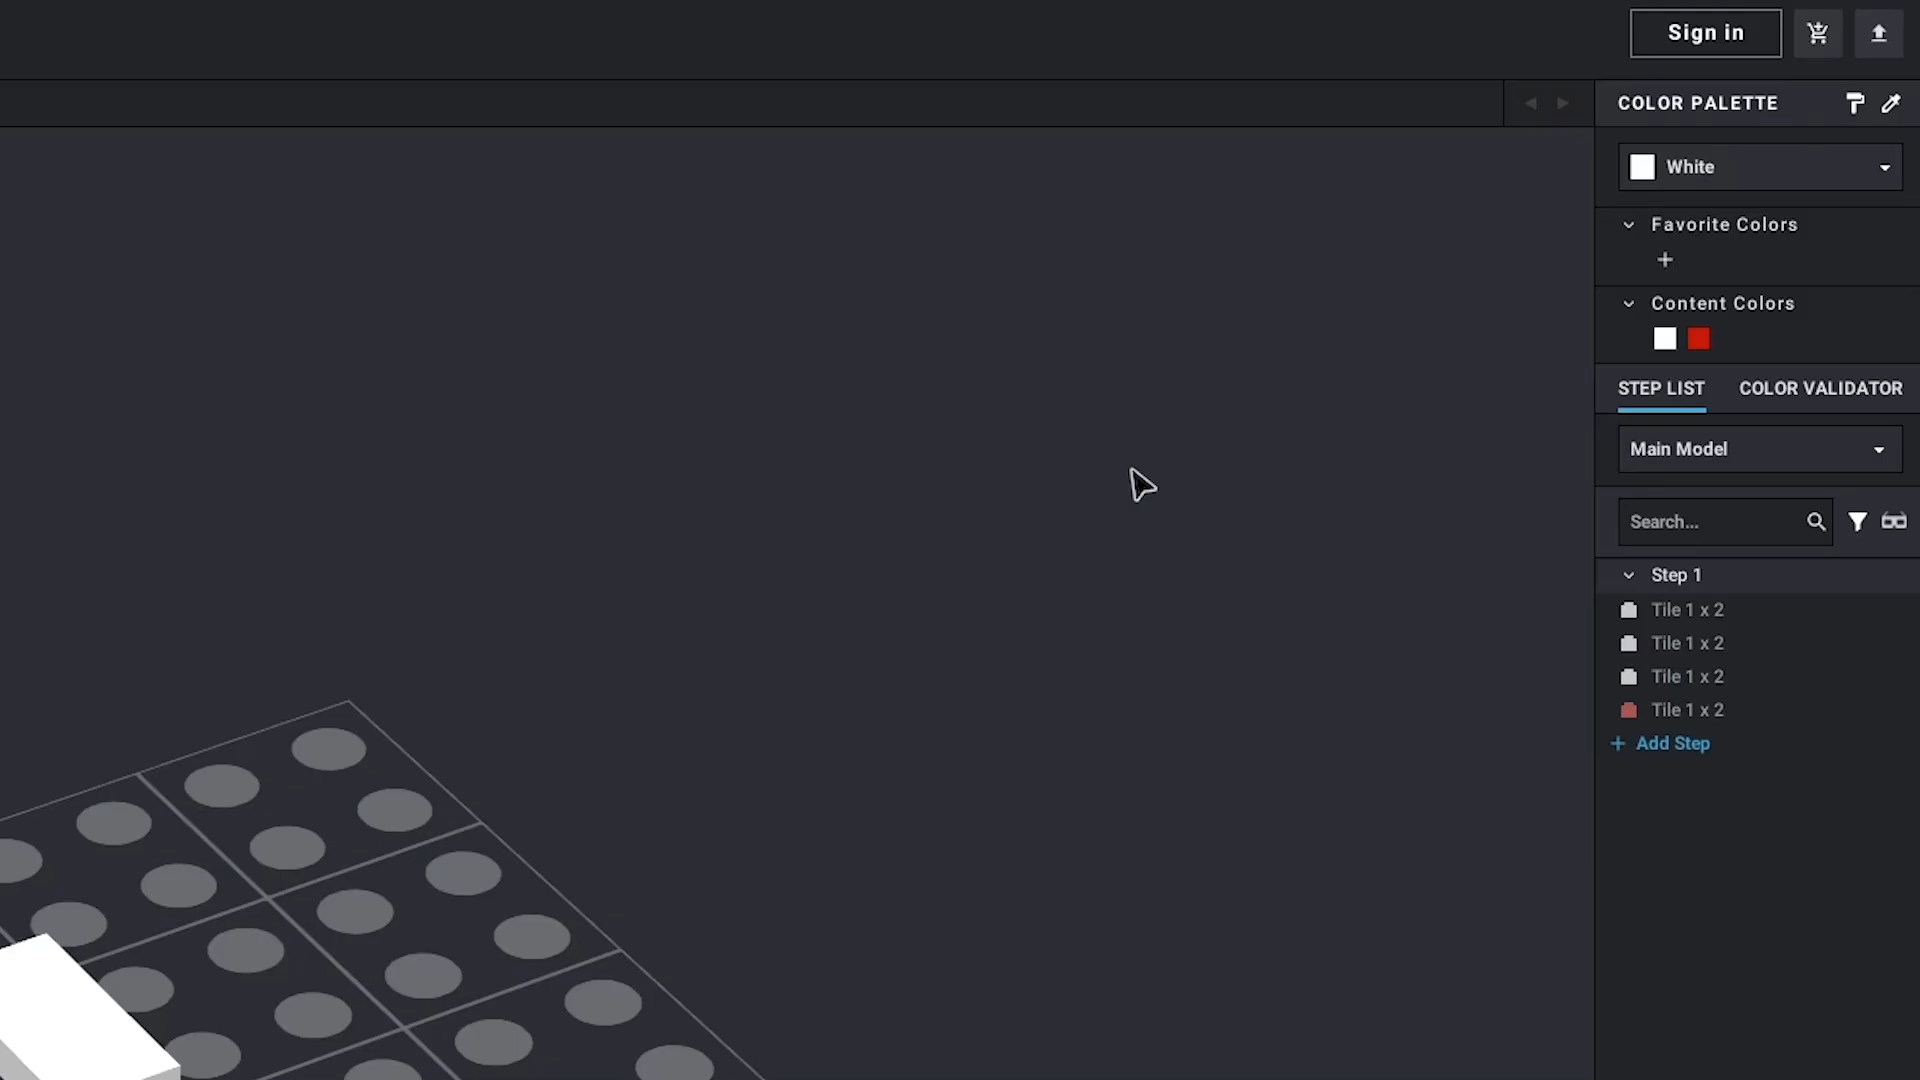 Sign in
COLOR PALETTE
White
Favorite Colors
Content Colors
STEP LIST COLOR VALIDATOR
Main Model
Search...
Step 1
Tile 1 x 2
Tile 1 x 2
Tile 1 x 2
Tile 1 x 2
+ Add Step